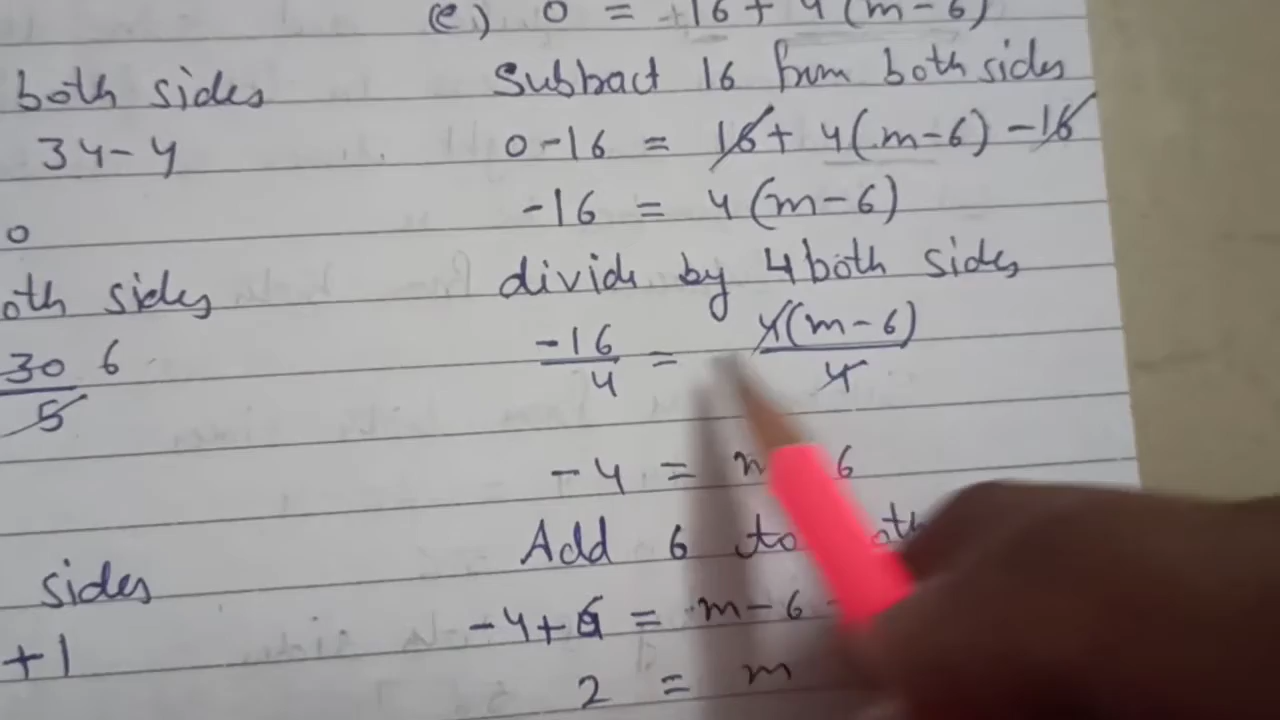 both sides
34-4
0
oth sides
30 6
5
sides
+1
(e.) 0 = 16 + 4(m-6)
Subtract 16 from both sides
0-16 = 16 + 4(m-6) - 16
-16 = 4(m-6)
divide by 4 both sides
-16 = 4(m-6)
4 4
-4 = 6
Add 6 to oth
-4+6 = m-6
2 = m